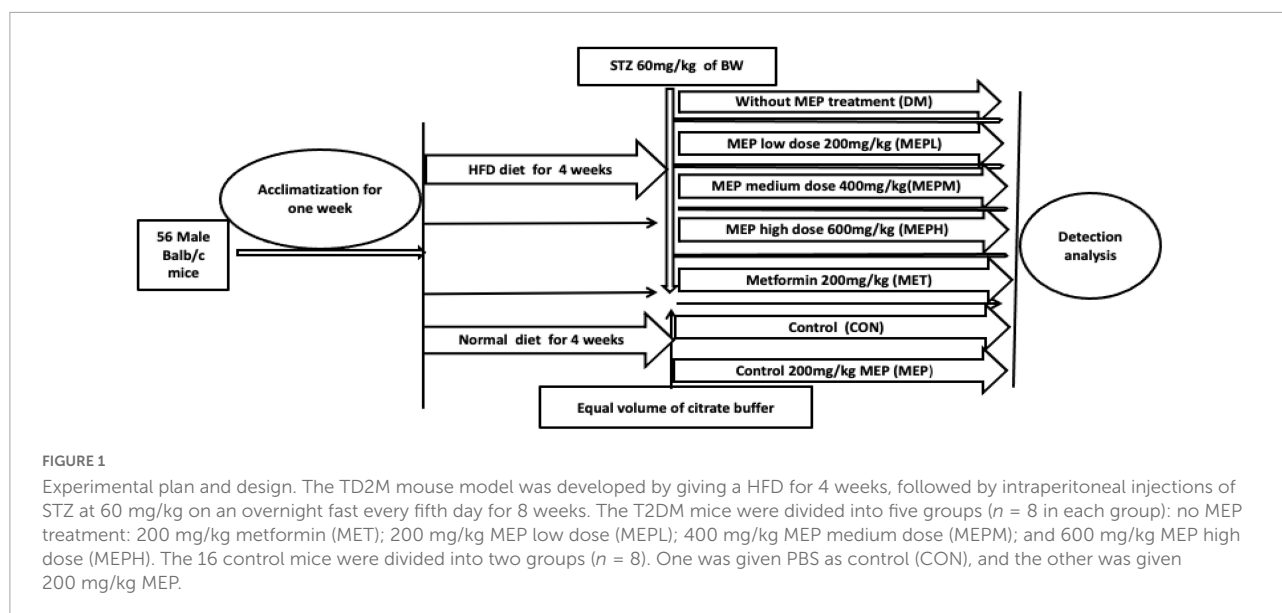 STZ 60mg/kg of BW
Without MEP treatment (DM)
MEP low dose 200mg/kg (MEPL)
HFD diet for 4 weeks
MEP medium dose 400mg/kg(MEPM)
Acclimatization for
one week
MEP high dose 600mg/kg (MEPH)
56 Male
Balb/c
mice
Detection
analysis
Metformin 200mg/kg (MET)
Control (CON)
Normal diet for 4 weeks
Control 200mg/kg MEP (MEP)
Equal volume of citrate buffer
FIGURE 1
Experimental plan and design. The TD2M mouse model was developed by giving a HFD for 4 weeks, followed by intraperitoneal injections of
STZ at 60 mg/kg on an overnight fast every fifth day for 8 weeks. The T2DM mice were divided into five groups (n = 8 in each group): no MEP
treatment: 200 mg/kg metformin (MET); 200 mg/kg MEP low dose (MEPL); 400 mg/kg MEP medium dose (MEPM); and 600 mg/kg MEP high
dose (MEPH). The 16 control mice were divided into two groups (n = 8). One was given PBS as control (CON), and the other was given
200 mg/kg MEP.